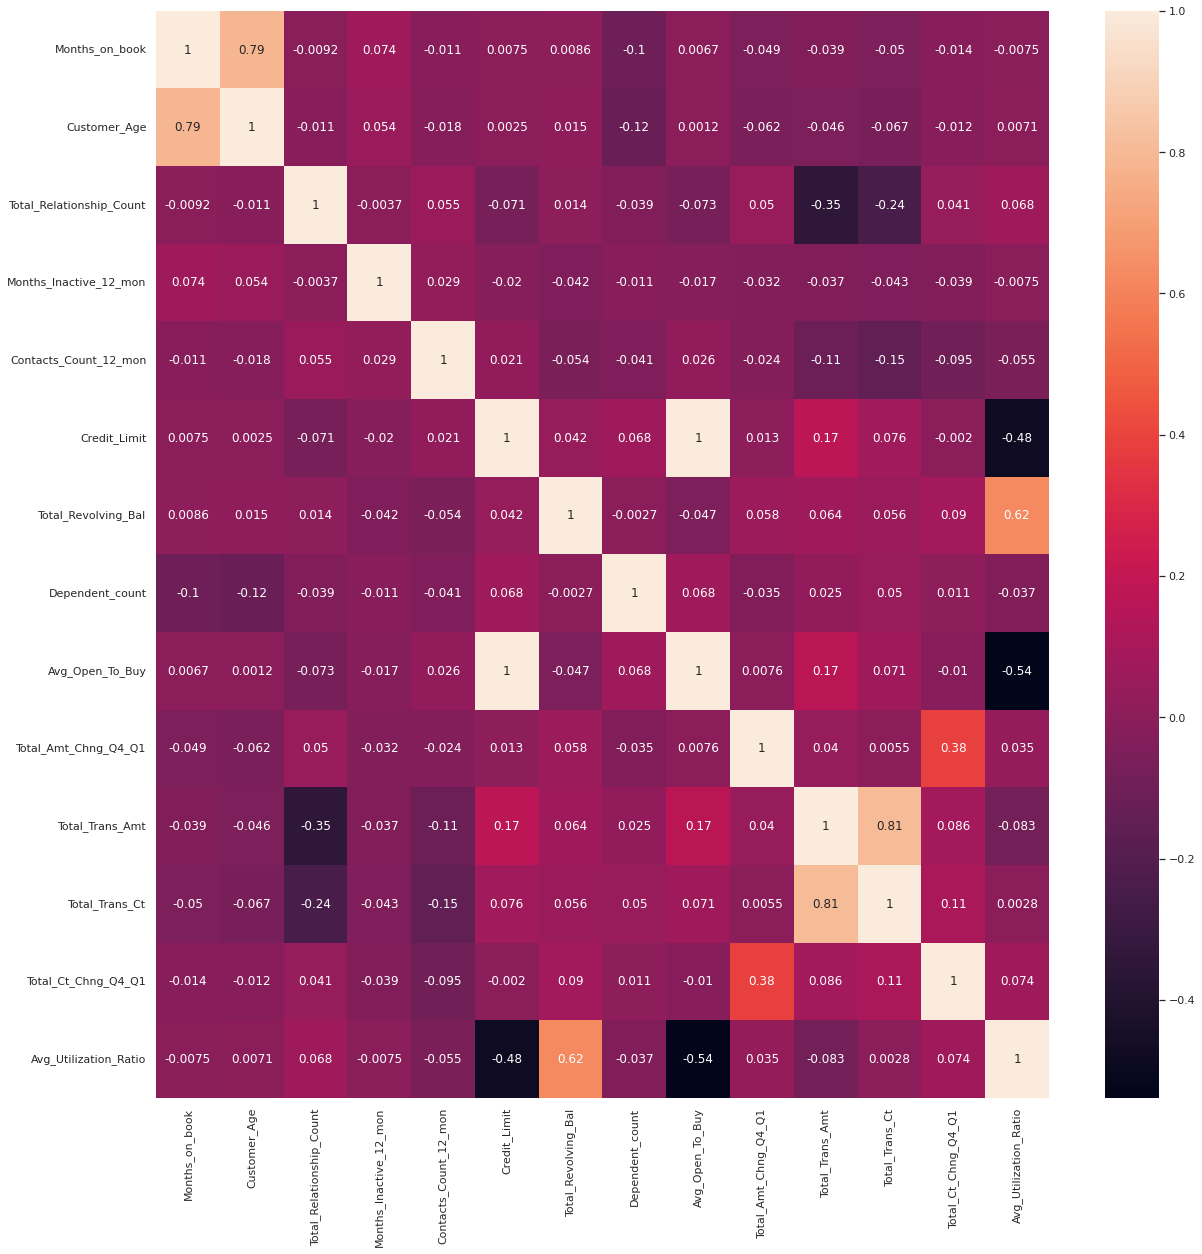 Months_on_book 1 0.79 -0.0092 0.074 -0.011 0.0075 0.0086 -0.1 0.0067 -0.049 -0.039 -0.05 -0.014 -0.0075
Customer_Age 0.79 1 -0.011 0.054 -0.018 0.0025 0.015 -0.12 0.0012 -0.062 -0.046 -0.067 -0.012 0.0071
Total_Relationship_Count -0.0092 -0.011 1 -0.0037 0.055 -0.071 0.014 -0.039 -0.073 0.05 -0.35 -0.24 0.041 0.068
Months_Inactive_12_mon 0.074 0.054 -0.0037 1 0.029 -0.02 -0.042 -0.011 -0.017 -0.032 -0.037 -0.043 -0.039 -0.0075
Contacts_Count_12_mon -0.011 -0.018 0.055 0.029 1 0.021 -0.054 -0.041 0.026 -0.024 -0.11 -0.15 -0.095 -0.055
Credit_Limit 0.0075 0.0025 -0.071 -0.02 0.021 1 0.042 0.068 1 0.013 0.17 0.076 -0.002 -0.48
Total_Revolving_Bal 0.0086 0.015 0.014 -0.042 -0.054 0.042 1 -0.0027 -0.047 0.058 0.064 0.056 0.09 0.62
Dependent_count -0.1 -0.12 -0.039 -0.011 -0.041 0.068 -0.0027 1 0.068 -0.035 0.025 0.05 0.011 -0.037
Avg_Open_To_Buy 0.0067 0.0012 -0.073 -0.017 0.026 1 -0.047 0.068 1 0.0076 0.17 0.071 -0.01 -0.54
Total_Amt_Chng_Q4_Q1 -0.049 -0.062 0.05 -0.032 -0.024 0.013 0.058 -0.035 0.0076 1 0.04 0.0055 0.38 0.035
Total_Trans_Amt -0.039 -0.046 -0.35 -0.037 -0.11 0.17 0.064 0.025 0.17 0.04 1 0.81 0.086 -0.083
Total_Trans_Ct -0.05 -0.067 -0.24 -0.043 -0.15 0.076 0.056 0.05 0.071 0.0055 0.81 1 0.11 0.0028
Total_Ct_Chng_Q4_Q1 -0.014 -0.012 0.041 -0.039 -0.095 -0.002 0.09 0.011 -0.01 0.38 0.086 0.11 1 0.074
Avg_Utilization_Ratio -0.0075 0.0071 0.068 -0.0075 -0.055 -0.48 0.62 -0.037 -0.54 0.035 -0.083 0.0028 0.074 1
Months_on_book
Customer_Age
Total_Relationship_Count
Months_Inactive_12_mon
Contacts_Count_12_mon
Credit_Limit
Total_Revolving_Bal
Dependent_count
Avg_Open_To_Buy
Total_Amt_Chng_Q4_Q1
Total_Trans_Amt
Total_Trans_Ct
Total_Ct_Chng_Q4_Q1
Avg_Utilization_Ratio
1.0
0.8
0.6
0.4
0.2
0.0
−0.2
−0.4